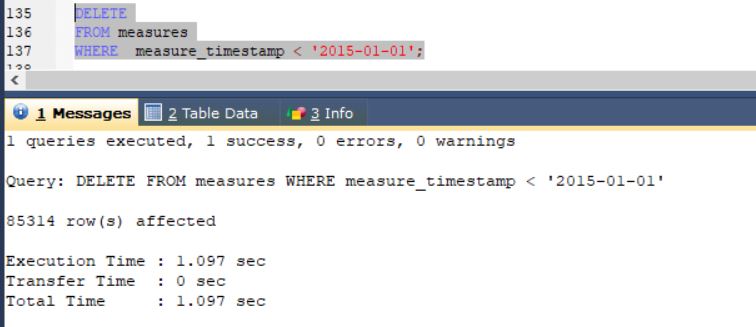 135 DELETE
136 FROM measures
137 WHERE measure_timestamp < '2015-01-01';
138
<
1 Messages 2 Table Data 3 Info
1 queries executed, 1 success, 0 errors, 0 warnings
Query: DELETE FROM measures WHERE measure_timestamp < '2015-01-01'
85314 row(s) affected
Execution Time : 1.097 sec
Transfer Time : 0 sec
Total Time : 1.097 sec